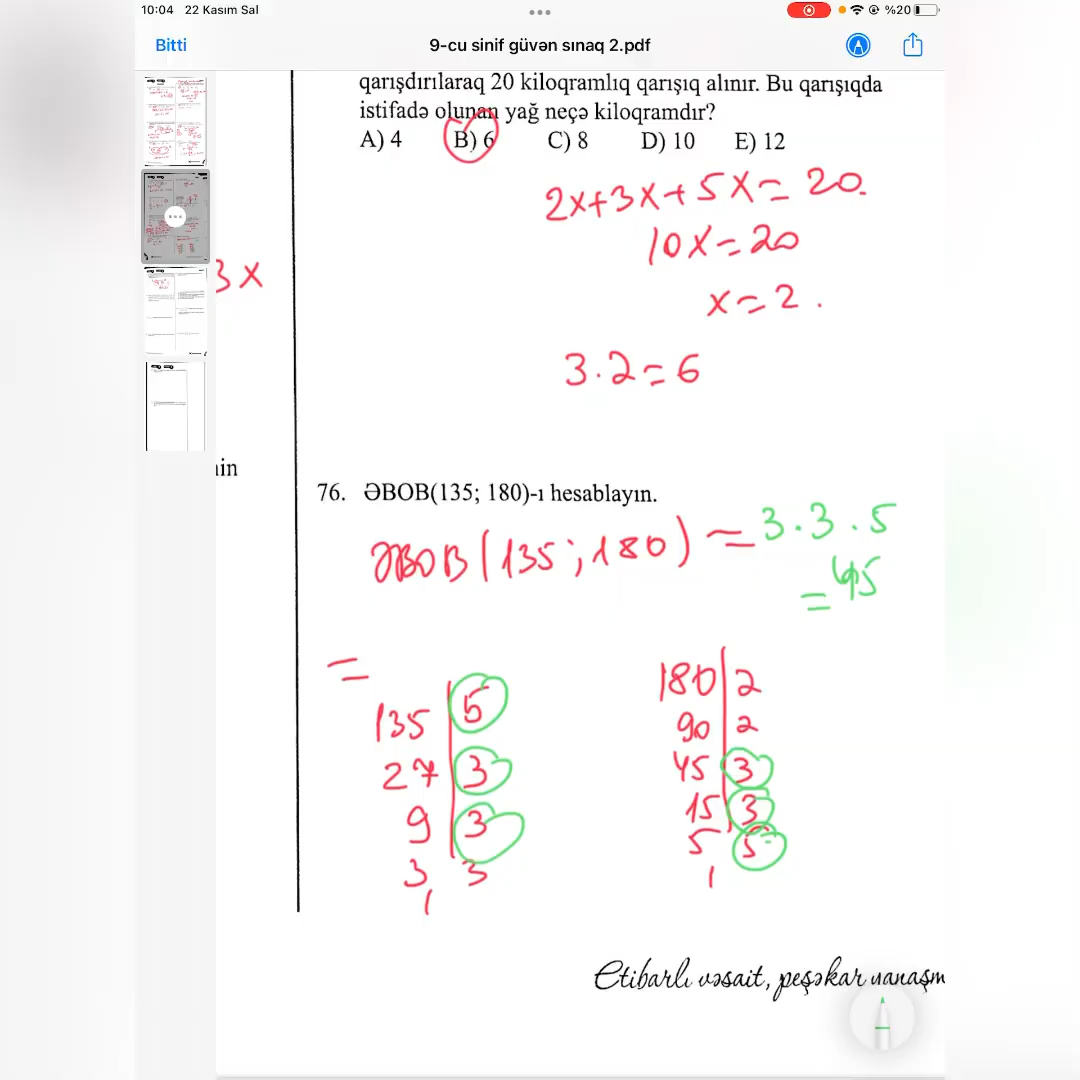 10:04 22 Kasım Sal
%20
Bitti
9-cu sinif güvən sınaq 2.pdf
qarışdırılaraq 20 kiloqramlıq qarışıq alınır. Bu qarışıqda
istifadə olunan yağ neçə kiloqramdır?
A) 4 B) 6 C) 8 D) 10 E) 12
2x+3x+5x=20.
10x=20
3x
x=2.
3·2=6
nin
76. ƏBOB(135; 180)-ı hesablayın.
ƏBOB(135;180)=3·3·5
=45
=
135 5
27 3
9 3
3 3
1
180 2
90 2
45 3
15 3
5 5
1
Etibarlı vəsait, peşəkar yanaşm